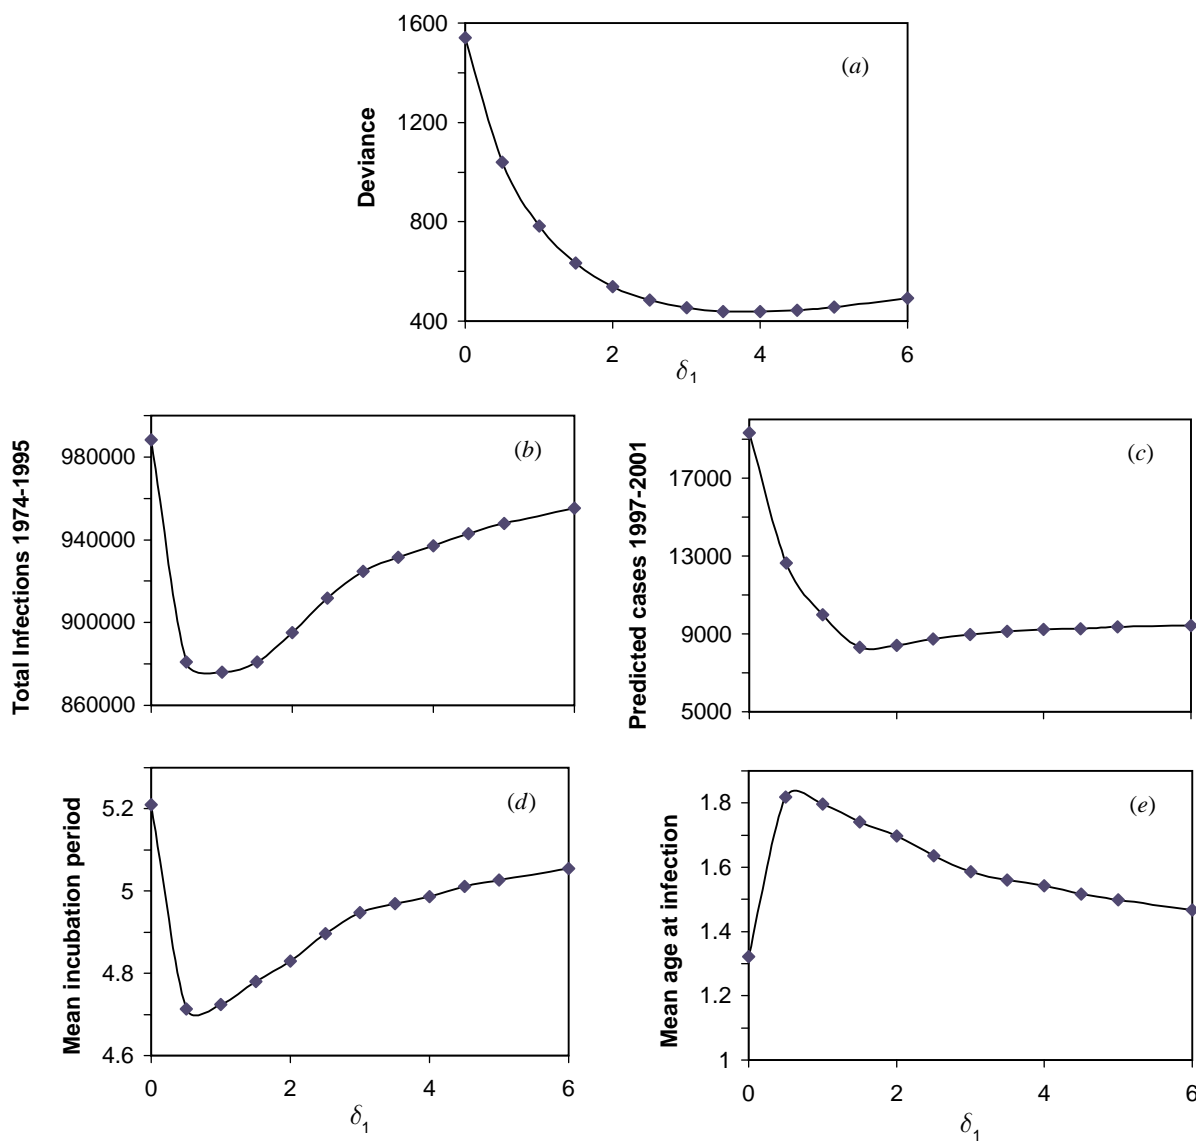 1600
(a)
1200
Deviance
800
400
0 2 4 6
δ1
980000
(b)
940000
Total Infections 1974-1995
900000
860000
17000
(c)
13000
Predicted cases 1997-2001
9000
5000
5.2
(d)
5
Mean incubation period
4.8
4.6
0 2 4 6
δ1
1.8
(e)
1.6
Mean age at infection
1.4
1.2
1
0 2 4 6
δ1